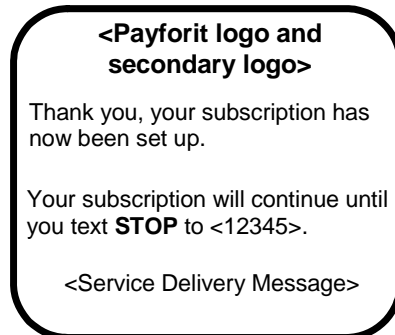 <Payforit logo and
secondary logo>
Thank you, your subscription has
now been set up.
Your subscription will continue until
you text STOP to <12345>.
<Service Delivery Message>